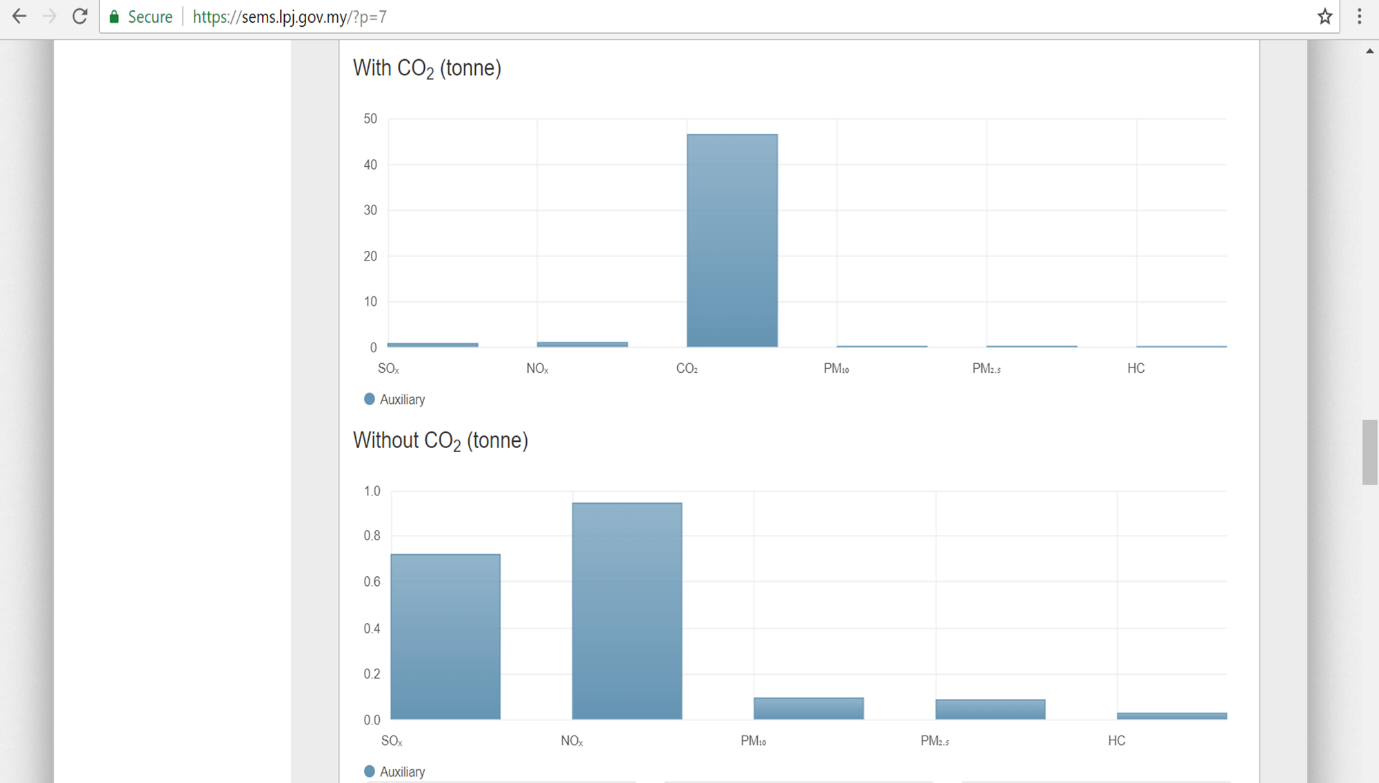 Secure https://sems.lpj.gov.my/?p=7
With CO₂ (tonne)
50
40
30
20
10
0
SOₓ NOₓ CO₂ PM₁₀ PM₂.₅ HC
Auxiliary
Without CO₂ (tonne)
1.0
0.8
0.6
0.4
0.2
0.0
SOₓ NOₓ PM₁₀ PM₂.₅ HC
Auxiliary